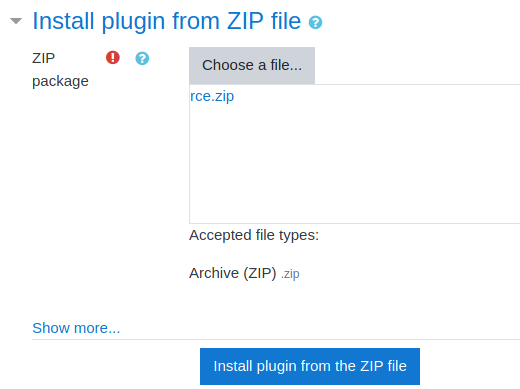 Install plugin from ZIP file
ZIP package
Choose a file...
rce.zip
Accepted file types:
Archive (ZIP) .zip
Show more...
Install plugin from the ZIP file